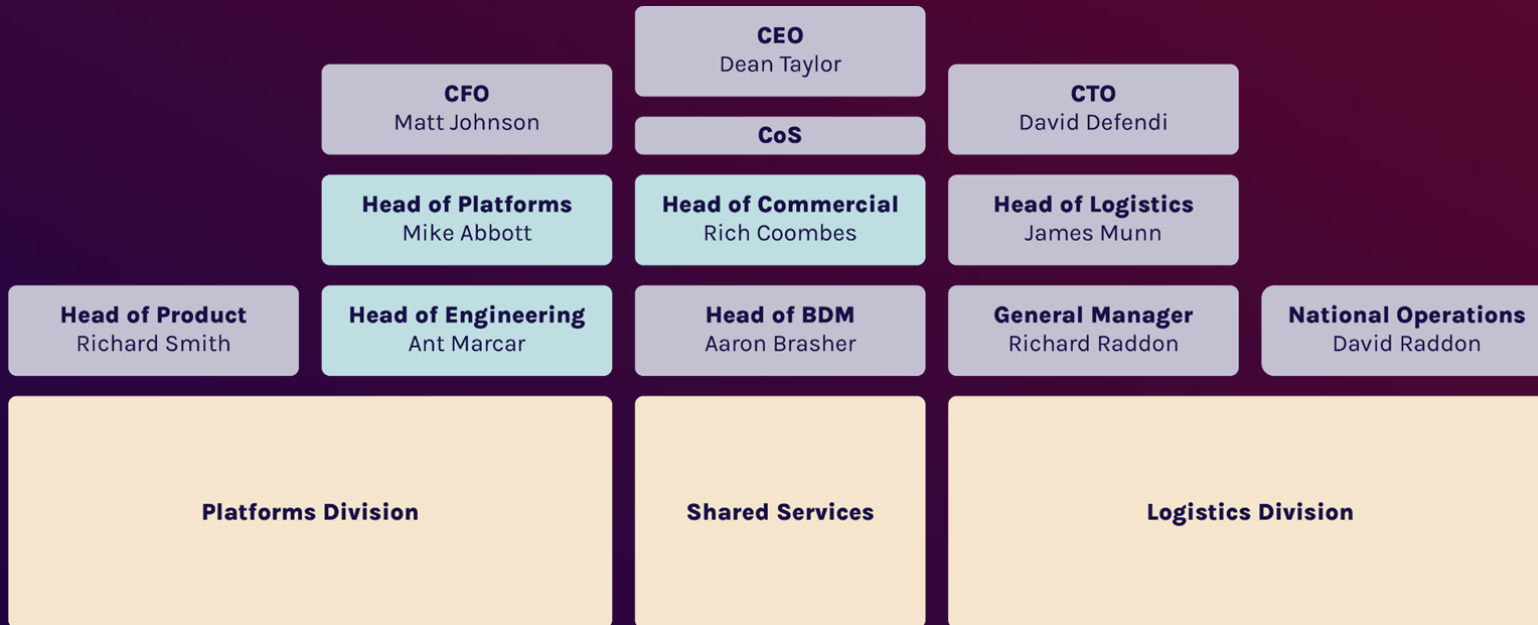 CEO
Dean Taylor
CFO
Matt Johnson
CTO
David Defendi
CoS
Head of Platforms
Mike Abbott
Head of Commercial
Rich Coombes
Head of Logistics
James Munn
Head of Product
Richard Smith
Head of Engineering
Ant Marcar
Head of BDM
Aaron Brasher
General Manager
Richard Raddon
National Operations
David Raddon
Platforms Division
Shared Services
Logistics Division